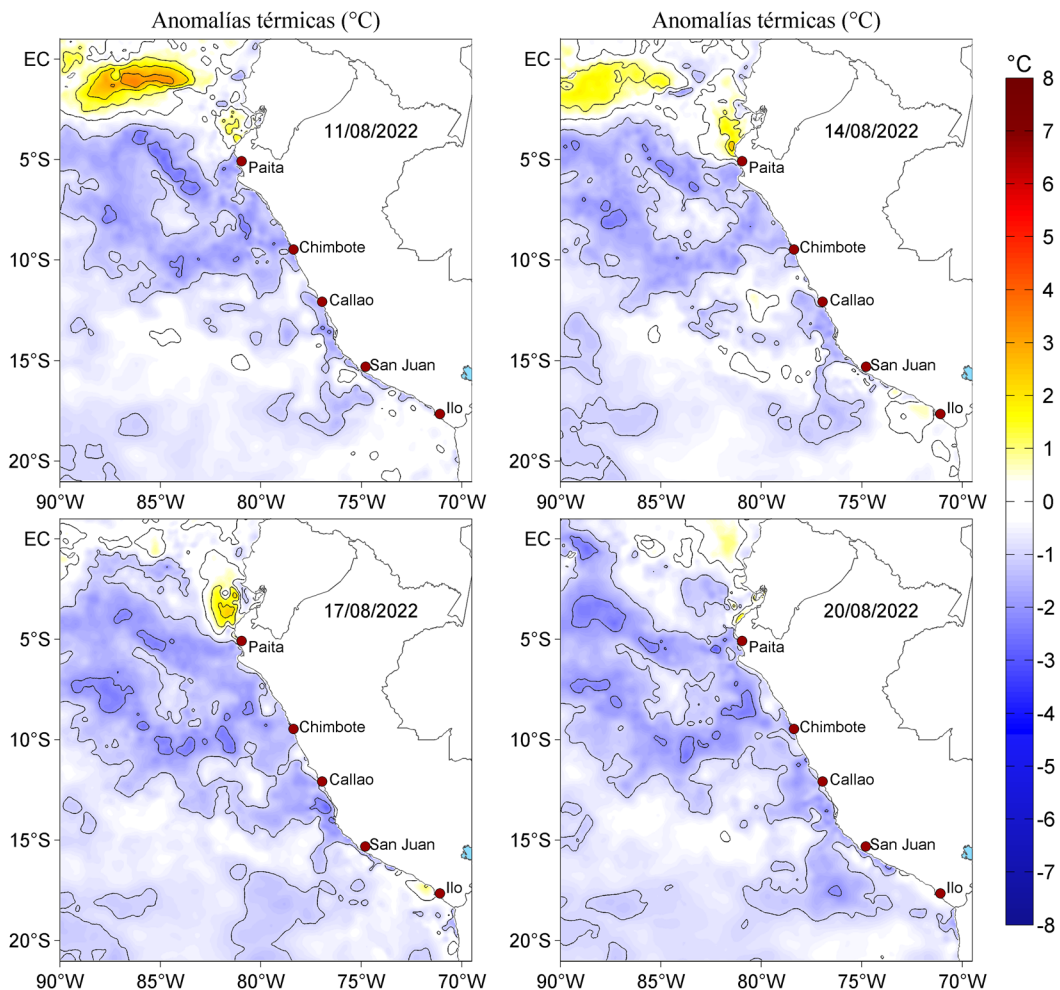 Anomalías térmicas (°C)
Anomalías térmicas (°C)
EC
5°S
10°S
15°S
20°S
11/08/2022
Paita
Chimbote
Callao
San Juan
Ilo
90°W
85°W
80°W
75°W
70°W
EC
5°S
10°S
15°S
20°S
14/08/2022
Paita
Chimbote
Callao
San Juan
Ilo
90°W
85°W
80°W
75°W
70°W
EC
5°S
10°S
15°S
20°S
17/08/2022
Paita
Chimbote
Callao
San Juan
Ilo
90°W
85°W
80°W
75°W
70°W
EC
5°S
10°S
15°S
20°S
20/08/2022
Paita
Chimbote
Callao
San Juan
Ilo
90°W
85°W
80°W
75°W
70°W
°C
8
7
6
5
4
3
2
1
0
-1
-2
-3
-4
-5
-6
-7
-8